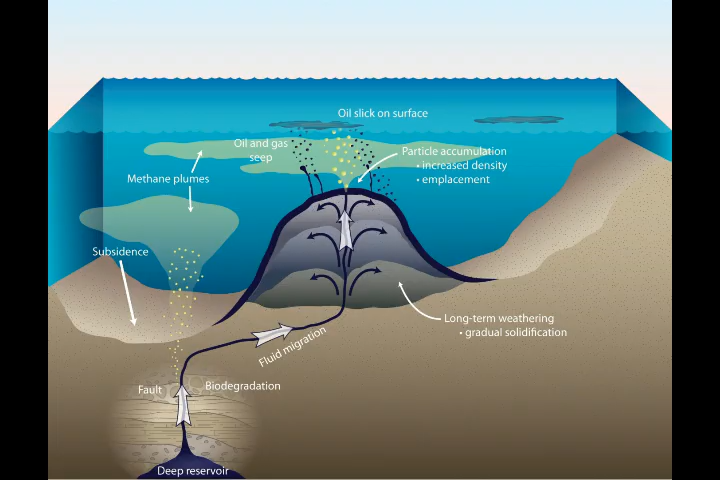 Oil slick on surface
Oil and gas
seep
Particle accumulation
• increased density
• emplacement
Methane plumes
Subsidence
Long-term weathering
• gradual solidification
Fluid migration
Fault
Biodegradation
Deep reservoir